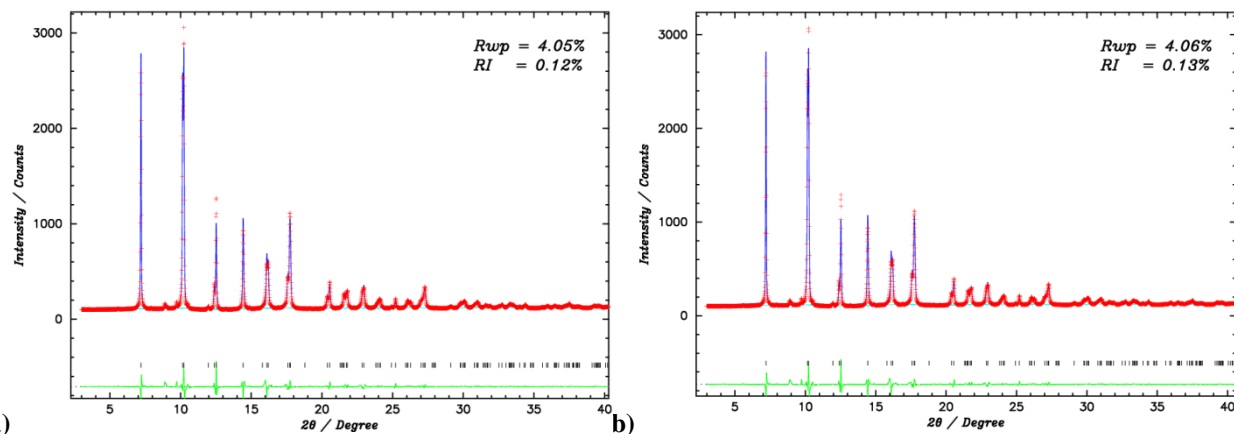 3000
2000
1000
0
Intensity / Counts
Rwp = 4.05%
RI = 0.12%
5 10 15 20 25 30 35 40
2θ / Degree
)
3000
2000
1000
0
Intensity / Counts
Rwp = 4.06%
RI = 0.13%
5 10 15 20 25 30 35 40
2θ / Degree
b)